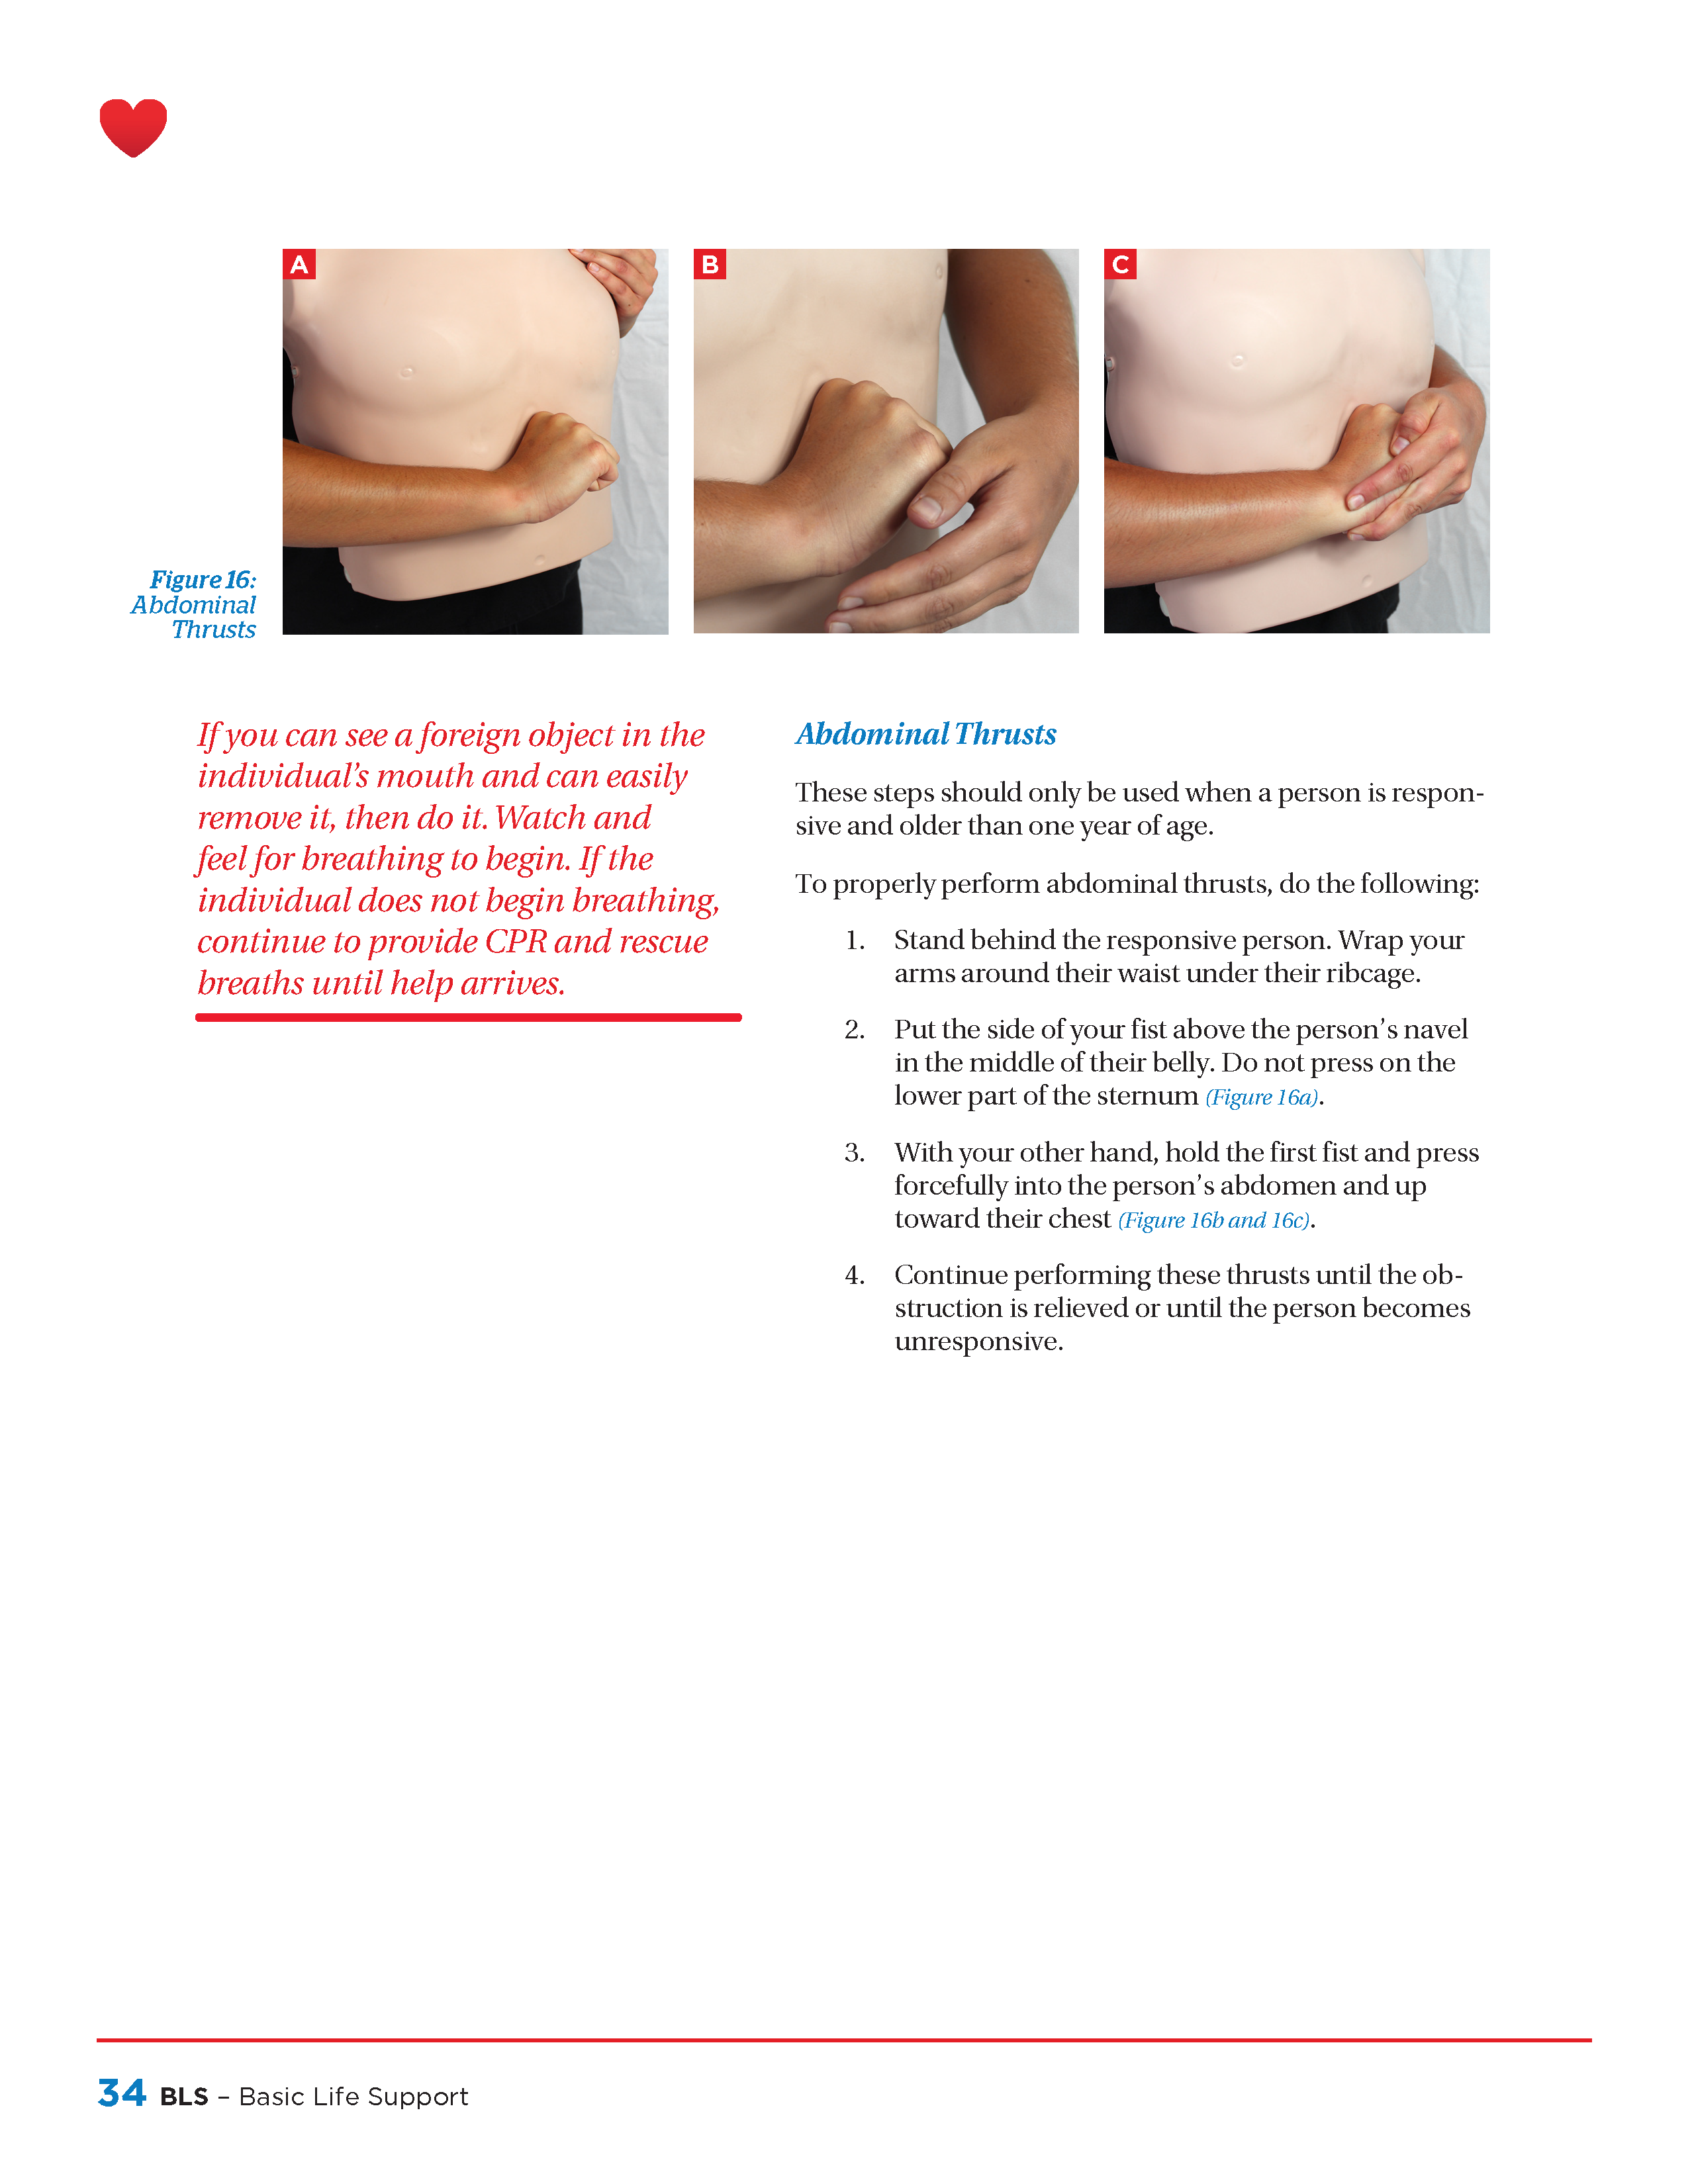 A
B
C
Figure 16:
Abdominal
Thrusts
If you can see a foreign object in the
individual’s mouth and can easily
remove it, then do it. Watch and
feel for breathing to begin. If the
individual does not begin breathing,
continue to provide CPR and rescue
breaths until help arrives.
Abdominal Thrusts
These steps should only be used when a person is respon-
sive and older than one year of age.
To properly perform abdominal thrusts, do the following:
1. Stand behind the responsive person. Wrap your
arms around their waist under their ribcage.
2. Put the side of your fist above the person’s navel
in the middle of their belly. Do not press on the
lower part of the sternum (Figure 16a).
3. With your other hand, hold the first fist and press
forcefully into the person’s abdomen and up
toward their chest (Figure 16b and 16c).
4. Continue performing these thrusts until the ob-
struction is relieved or until the person becomes
unresponsive.
34 BLS – Basic Life Support